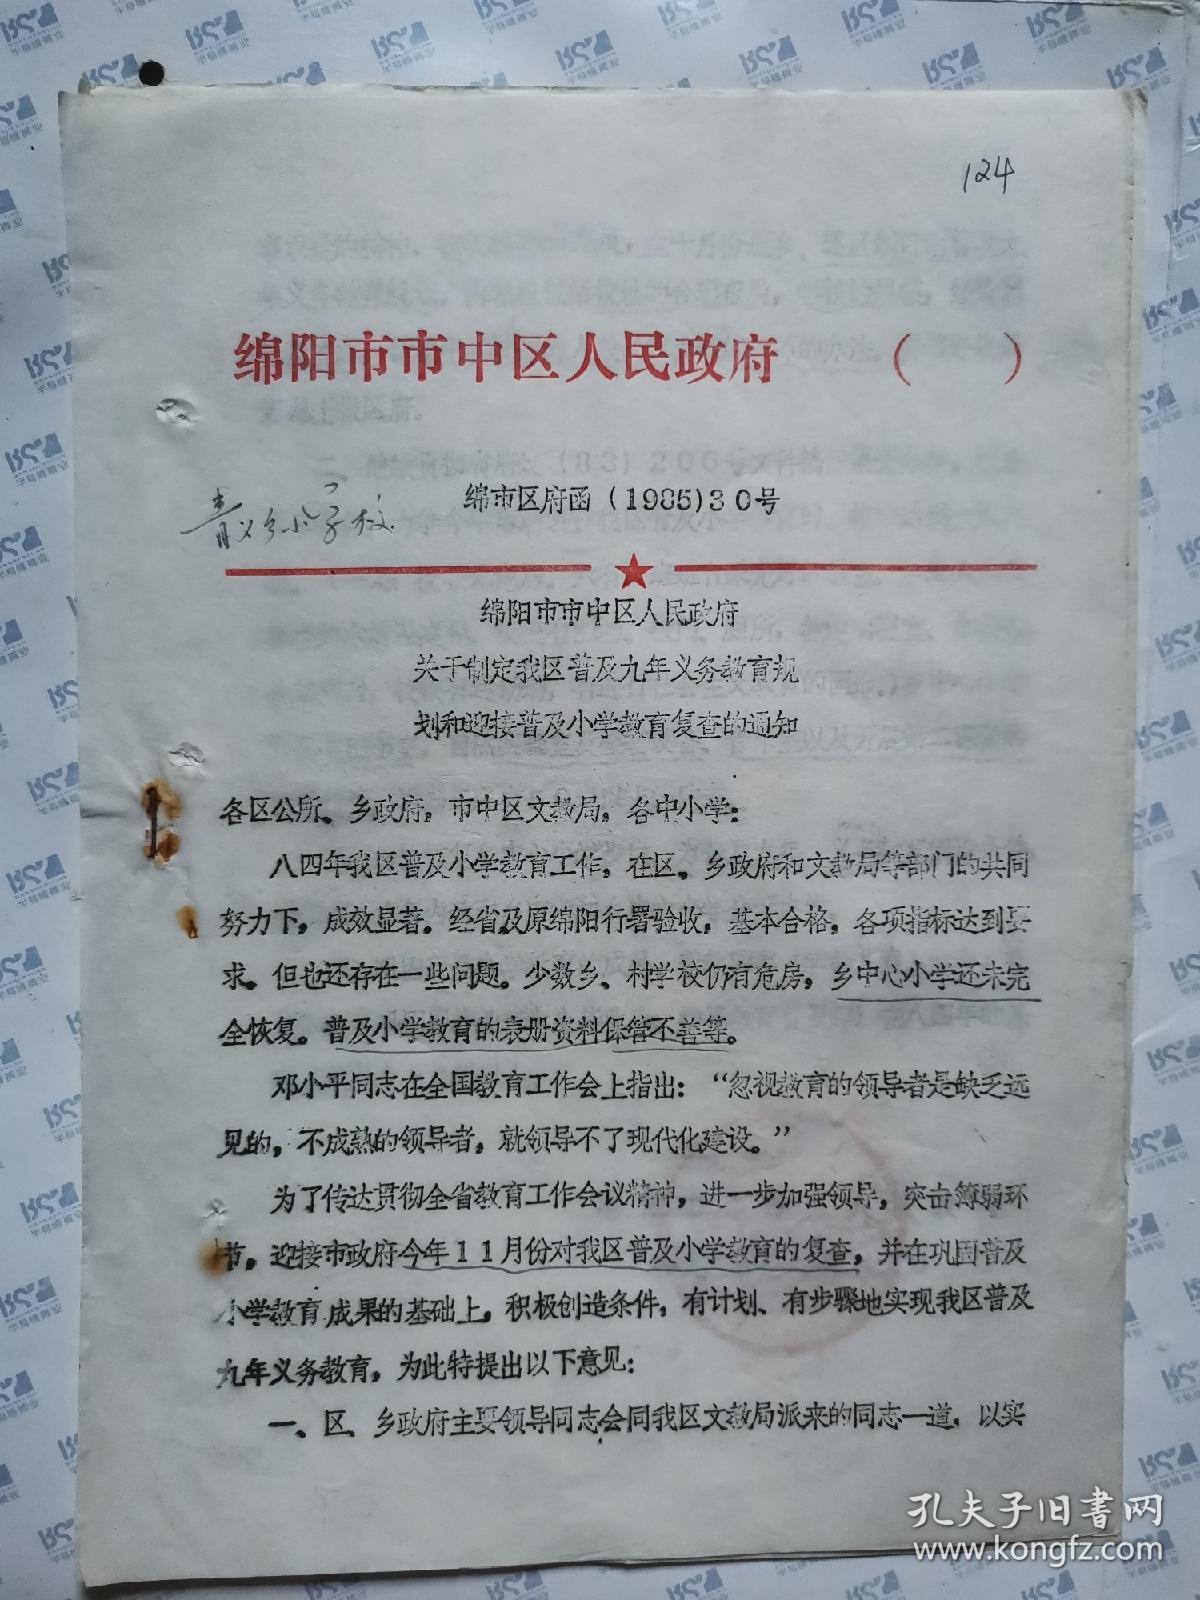 124
绵阳市市中区人民政府 （ ）
绵市区府函（1985）30号
青义乡小学校
绵阳市市中区人民政府
关于制定我区普及九年义务教育规
划和迎接普及小学教育复查的通知
各区公所、乡政府，市中区文教局，各中小学：
八四年我区普及小学教育工作，在区、乡政府和文教局等部门的共同
努力下，成效显著。经省及原绵阳行署验收，基本合格，各项指标达到要
求。但也还存在一些问题。少数乡、村学校仍有危房，乡中心小学还未完
全恢复。普及小学教育的表册资料保管不善等。
邓小平同志在全国教育工作会上指出：“忽视教育的领导者是缺乏远
见的，不成熟的领导者，就领导不了现代化建设。”
为了传达贯彻全省教育工作会议精神，进一步加强领导，突击簿弱环
节。迎接市政府今年11月份对我区普及小学教育的复查，并在巩固普及
小学教育成果的基础上，积极创造条件，有计划、有步骤地实现我区普及
九年义务教育，为此特提出以下意见：
一、区、乡政府主要领导同志会同我区文教局派来的同志一道，以实
孔夫子旧书网
www.kongfz.com